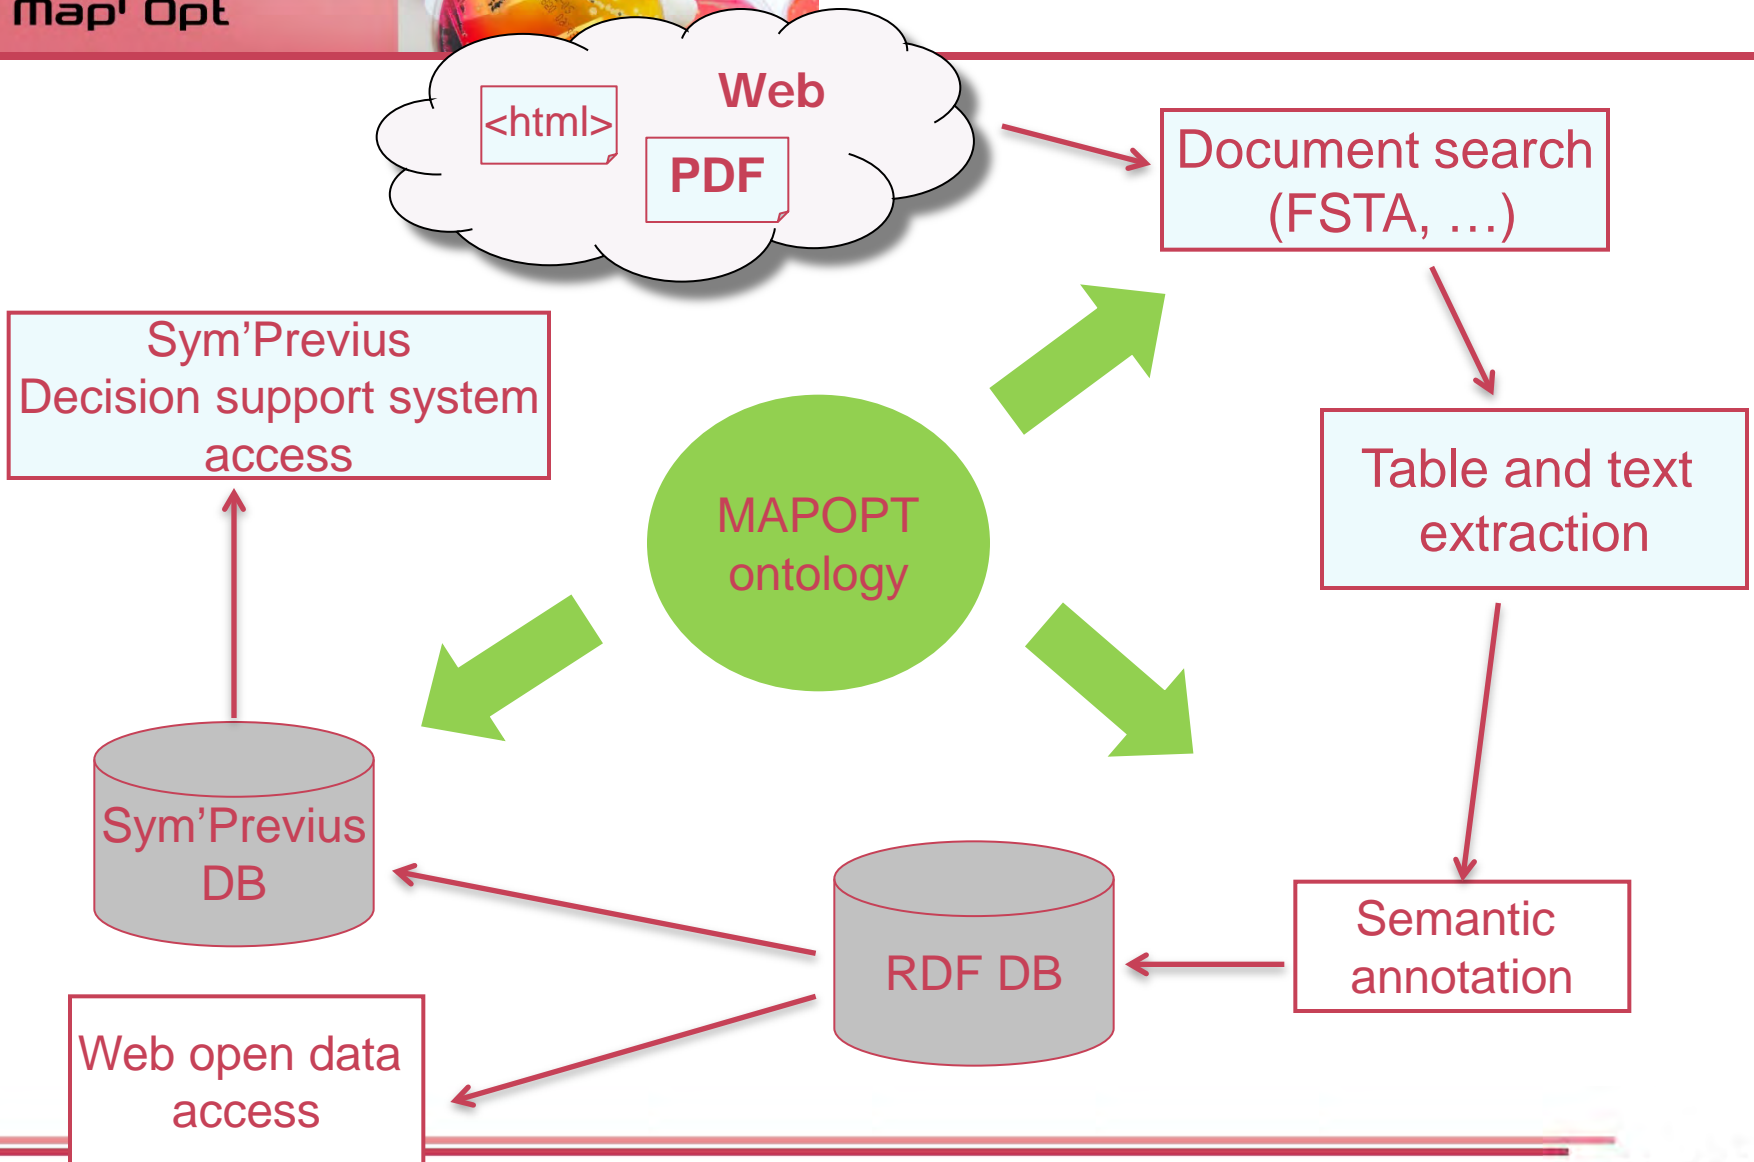 Map' Opt
Web
<html>
PDF
Document search
(FSTA, …)
Sym’Previus
Decision support system
access
Table and text
extraction
MAPOPT
ontology
Sym’Previus
DB
RDF DB
Semantic
annotation
Web open data
access